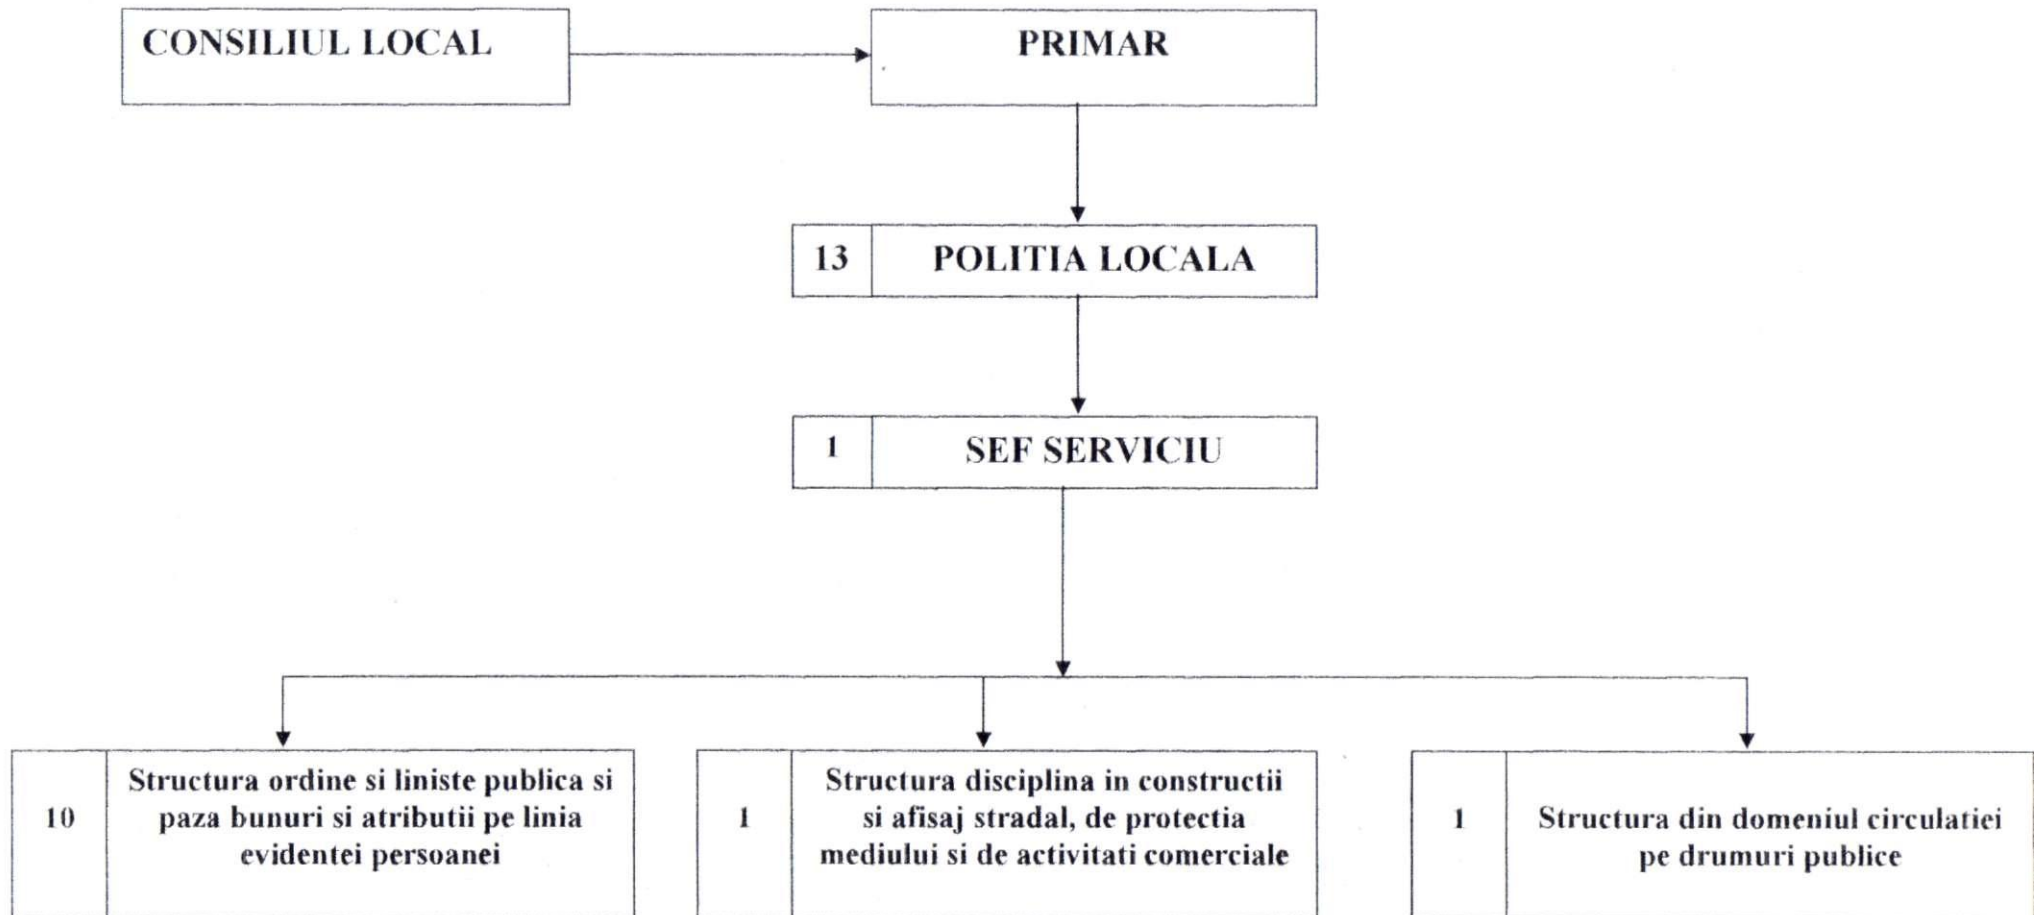 CONSILIUL LOCAL
PRIMAR
13
POLITIA LOCALA
1
SEF SERVICIU
10
Structura ordine si liniste publica si
paza bunuri si atributii pe linia
evidentei persoanei
1
Structura disciplina in constructii
si afisaj stradal, de protectia
mediului si de activitati comerciale
1
Structura din domeniul circulatiei
pe drumuri publice